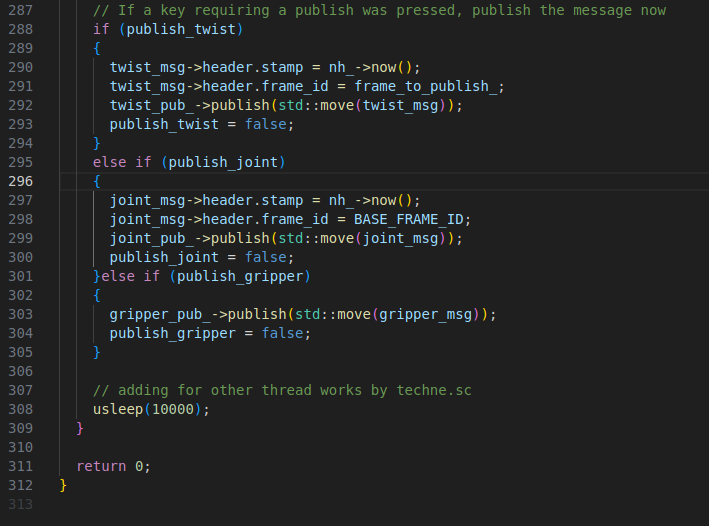 287 // If a key requiring a publish was pressed, publish the message now
288 if (publish_twist)
289 {
290 twist_msg->header.stamp = nh_->now();
291 twist_msg->header.frame_id = frame_to_publish_;
292 twist_pub_->publish(std::move(twist_msg));
293 publish_twist = false;
294 }
295 else if (publish_joint)
296 {
297 joint_msg->header.stamp = nh_->now();
298 joint_msg->header.frame_id = BASE_FRAME_ID;
299 joint_pub_->publish(std::move(joint_msg));
300 publish_joint = false;
301 }else if (publish_gripper)
302 {
303 gripper_pub_->publish(std::move(gripper_msg));
304 publish_gripper = false;
305 }
306
307 // adding for other thread works by techne.sc
308 usleep(10000);
309 }
310
311 return 0;
312 }
313